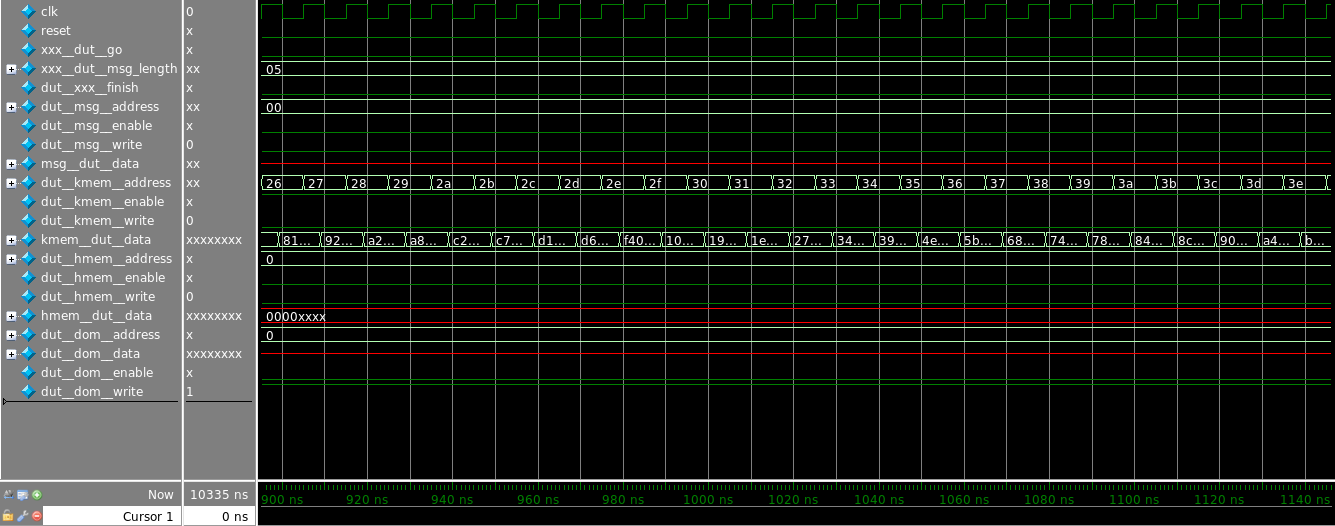 clk 0
reset x
xxx__dut__go x
xxx__dut__msg_length xx 05
dut__xxx__finish x
dut__msg__address xx 00
dut__msg__enable x
dut__msg__write 0
msg__dut__data xx
dut__kmem__address xx 26 27 28 29 2a 2b 2c 2d 2e 2f 30 31 32 33 34 35 36 37 38 39 3a 3b 3c 3d 3e
dut__kmem__enable x
dut__kmem__write 0
kmem__dut__data xxxxxxxx 81... 92... a2... a8... c2... c7... d1... d6... f40... 10... 19... 1e... 27... 34... 39... 4e... 5b... 68... 74... 78... 84... 8c... 90... a4... b...
dut__hmem__address x 0
dut__hmem__enable x
dut__hmem__write 0
hmem__dut__data xxxxxxxx 0000xxxx
dut__dom__address x 0
dut__dom__data xxxxxxxx
dut__dom__enable x
dut__dom__write 1
Now 10335 ns 900 ns 920 ns 940 ns 960 ns 980 ns 1000 ns 1020 ns 1040 ns 1060 ns 1080 ns 1100 ns 1120 ns 1140 ns
Cursor 1 0 ns